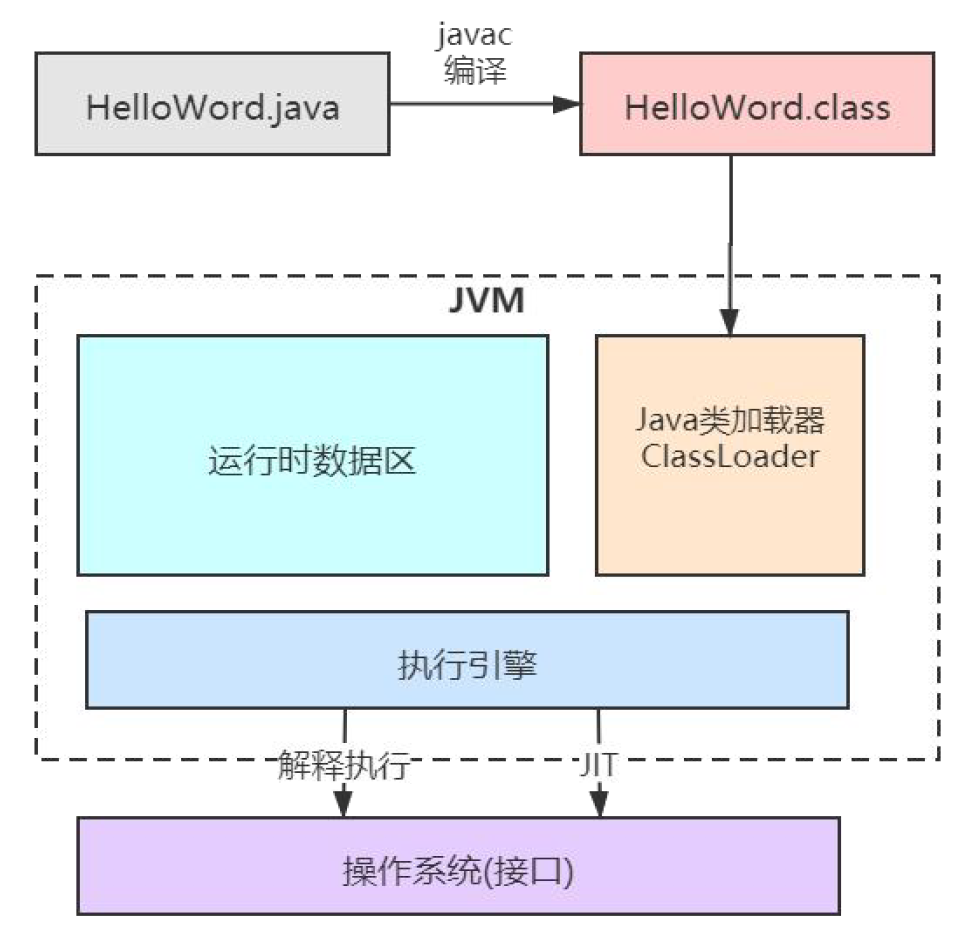 javac
编译
HelloWord.java
HelloWord.class
JVM
运行时数据区
Java类加载器
ClassLoader
执行引擎
解释执行
JIT
操作系统(接口)